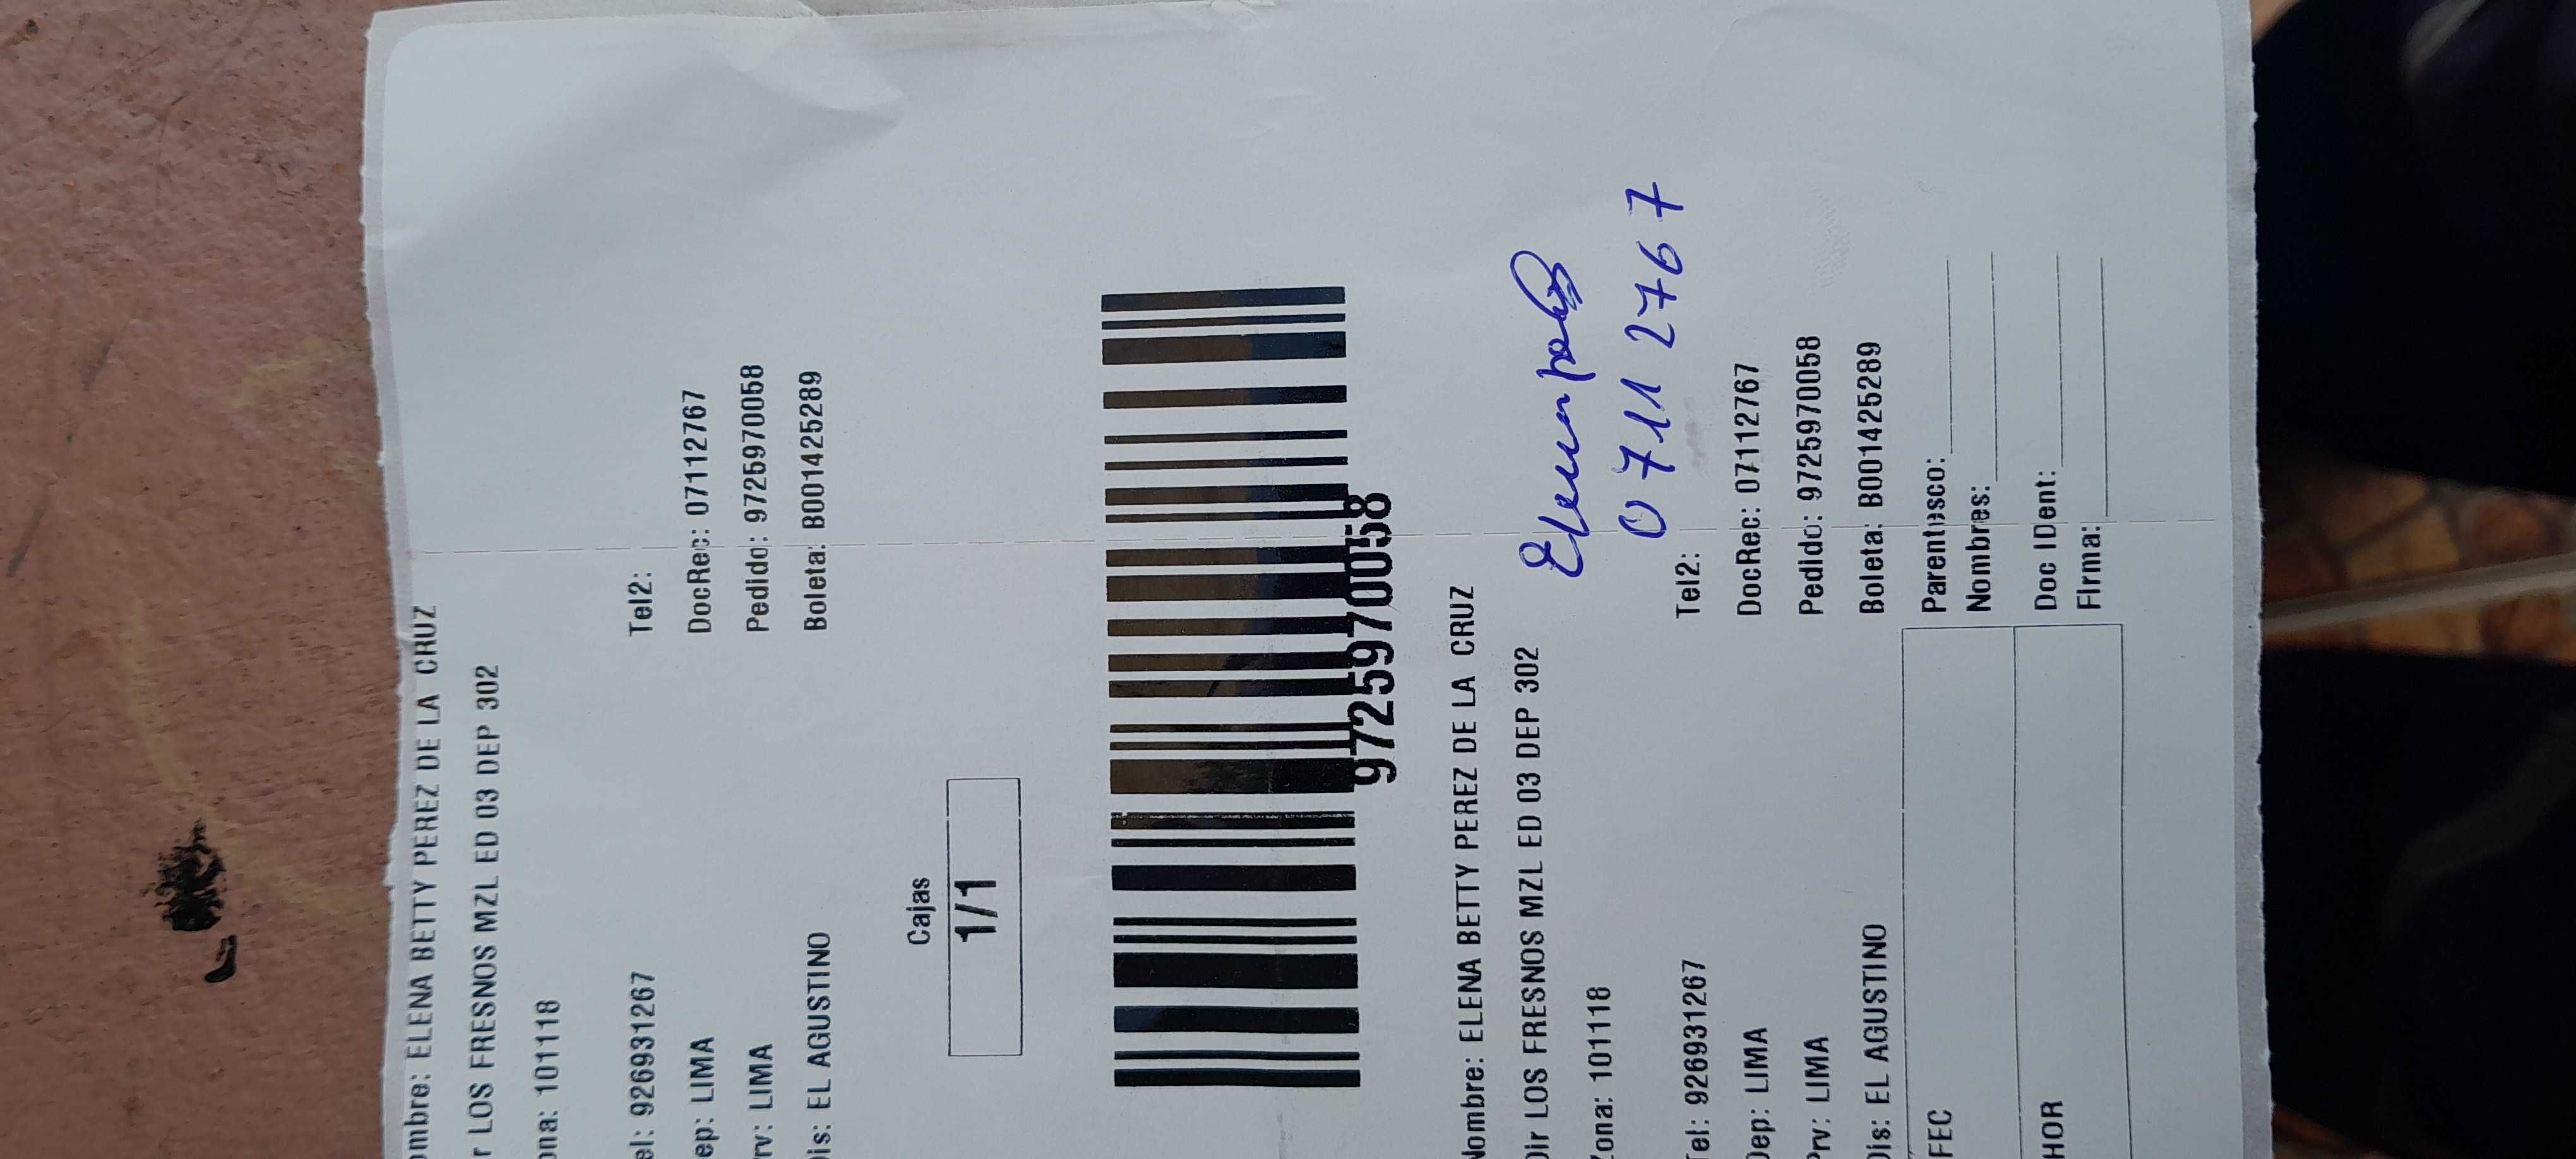 ombre: ELENA BETTY PEREZ DE LA CRUZ
r LOS FRESNOS MZL ED 03 DEP 302
ona: 101118
el: 926931267 Tel2:
ep: LIMA DocRec: 07112767
rv: LIMA Pedido: 9725970058
is: EL AGUSTINO Boleta: B001425289
Cajas
1/1
9725970058
Nombre: ELENA BETTY PEREZ DE LA CRUZ
Dir LOS FRESNOS MZL ED 03 DEP 302
Zona: 101118
07112767
Tel: 926931267 Tel2:
Dep: LIMA DocRec: 07112767
Prv: LIMA Pedido: 9725970058
Dis: EL AGUSTINO Boleta: B001425289
FEC Parentesco:
Nombres:
HOR Doc IDent:
Firma: